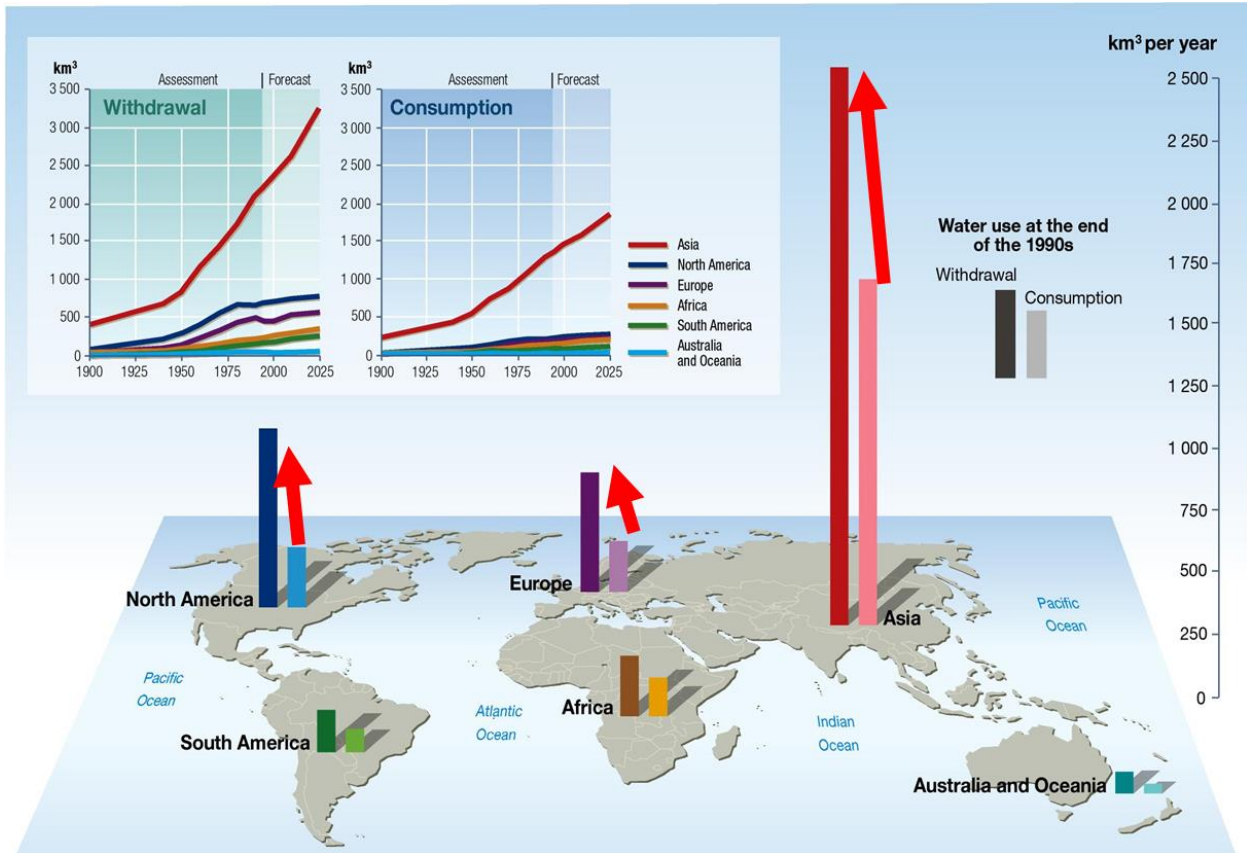 km³
Assessment
Forecast
3 500
3 000
2 500
2 000
1 500
1 000
500
0
Withdrawal
1900
1925
1950
1975
2000
2025
km³
Assessment
Forecast
3 500
3 000
2 500
2 000
1 500
1 000
500
0
Consumption
1900
1925
1950
1975
2000
2025
Asia
North America
Europe
Africa
South America
Australia
and Oceania
km³ per year
2 500
2 250
2 000
1 750
1 500
1 250
1 000
750
500
250
0
Water use at the end
of the 1990s
Withdrawal
Consumption
North America
Europe
Asia
Pacific
Ocean
Pacific
Ocean
Atlantic
Ocean
Africa
Indian
Ocean
South America
Australia and Oceania